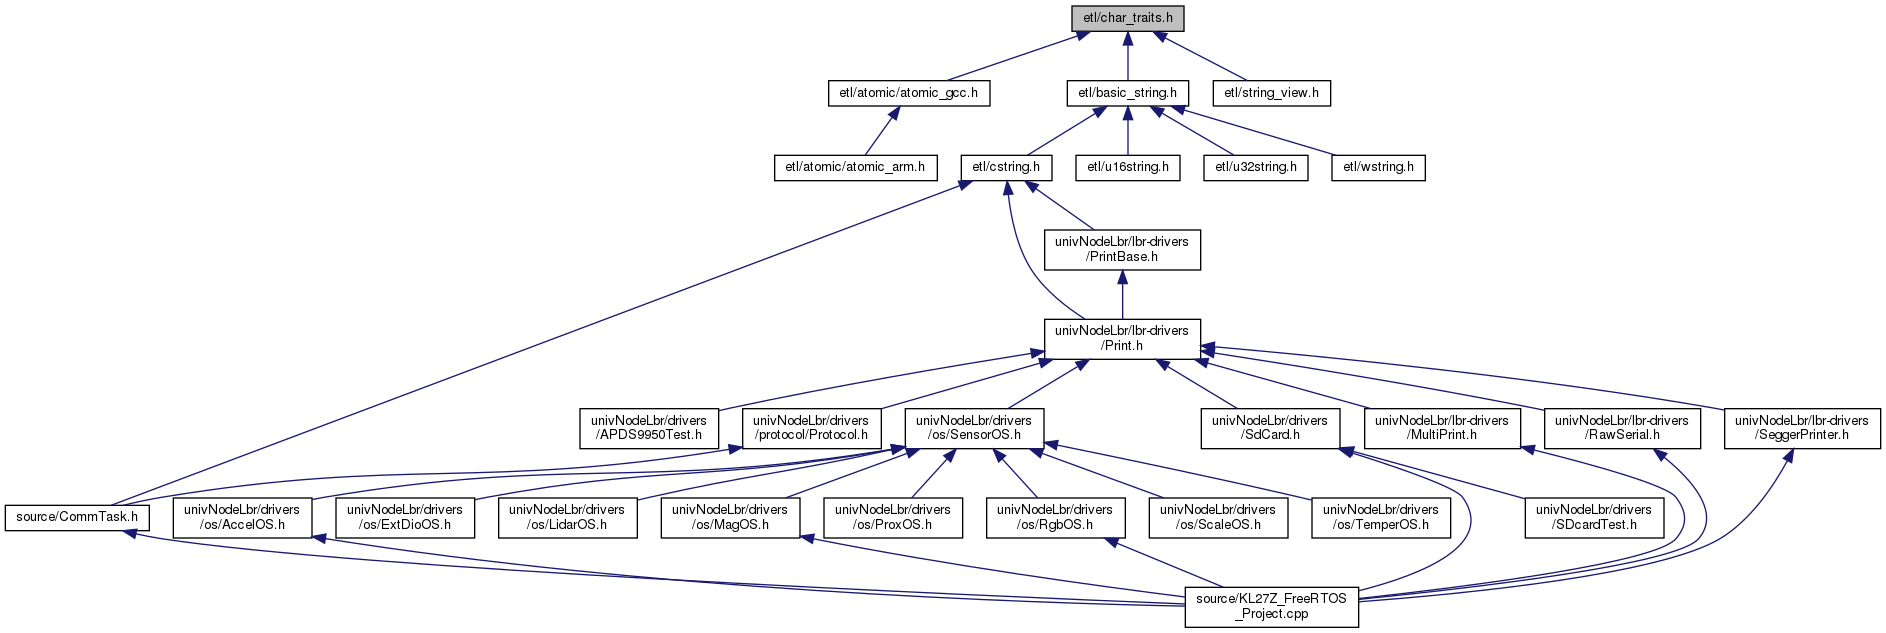 etl/char_traits.h
etl/atomic/atomic_gcc.h
etl/basic_string.h
etl/string_view.h
etl/atomic/atomic_arm.h
etl/cstring.h
etl/u16string.h
etl/u32string.h
etl/wstring.h
univNodeLbr/lbr-drivers
/PrintBase.h
univNodeLbr/lbr-drivers
/Print.h
univNodeLbr/drivers
/APDS9950Test.h
univNodeLbr/drivers
/protocol/Protocol.h
univNodeLbr/drivers
/os/SensorOS.h
univNodeLbr/drivers
/SdCard.h
univNodeLbr/lbr-drivers
/MultiPrint.h
univNodeLbr/lbr-drivers
/RawSerial.h
univNodeLbr/lbr-drivers
/SeggerPrinter.h
source/CommTask.h
univNodeLbr/drivers
/os/AccelOS.h
univNodeLbr/drivers
/os/ExtDioOS.h
univNodeLbr/drivers
/os/LidarOS.h
univNodeLbr/drivers
/os/MagOS.h
univNodeLbr/drivers
/os/ProxOS.h
univNodeLbr/drivers
/os/RgbOS.h
univNodeLbr/drivers
/os/ScaleOS.h
univNodeLbr/drivers
/os/TemperOS.h
univNodeLbr/drivers
/SDcardTest.h
source/KL27Z_FreeRTOS
_Project.cpp